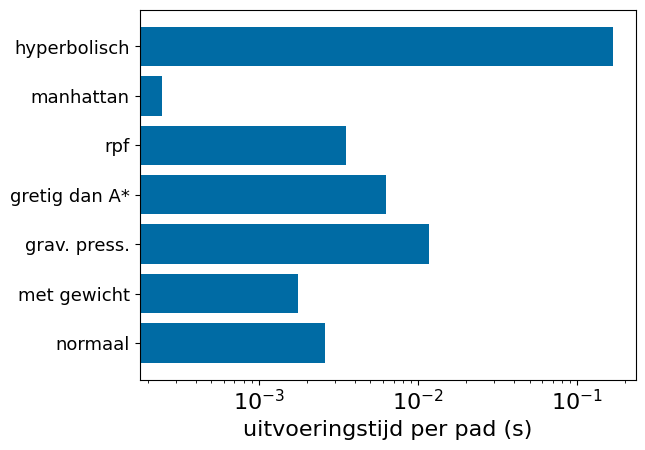 hyperbolisch
manhattan
rpf
gretig dan A*
grav. press.
met gewicht
normaal
10⁻³ 10⁻² 10⁻¹
uitvoeringstijd per pad (s)